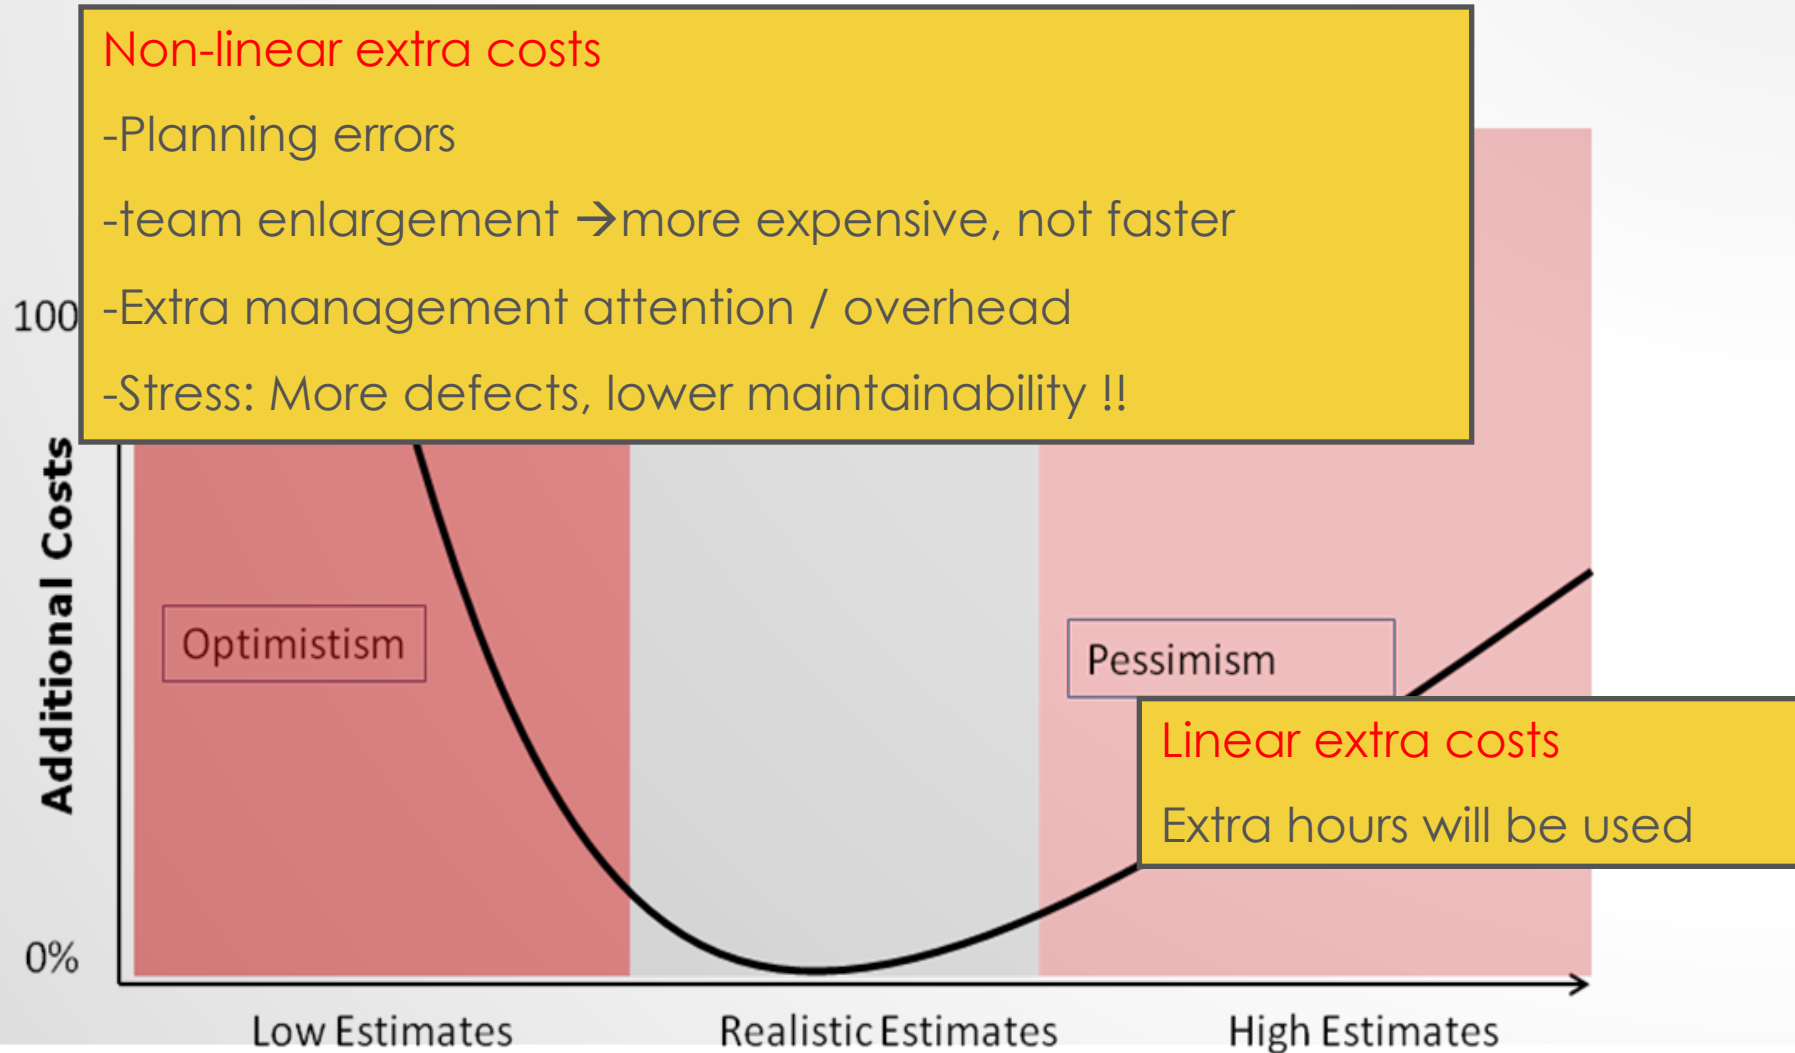 Non-linear extra costs
-Planning errors
-team enlargement →more expensive, not faster
-Extra management attention / overhead
-Stress: More defects, lower maintainability !!
100
Additional Costs
Optimistism
Pessimism
Linear extra costs
Extra hours will be used
0%
Low Estimates
Realistic Estimates
High Estimates